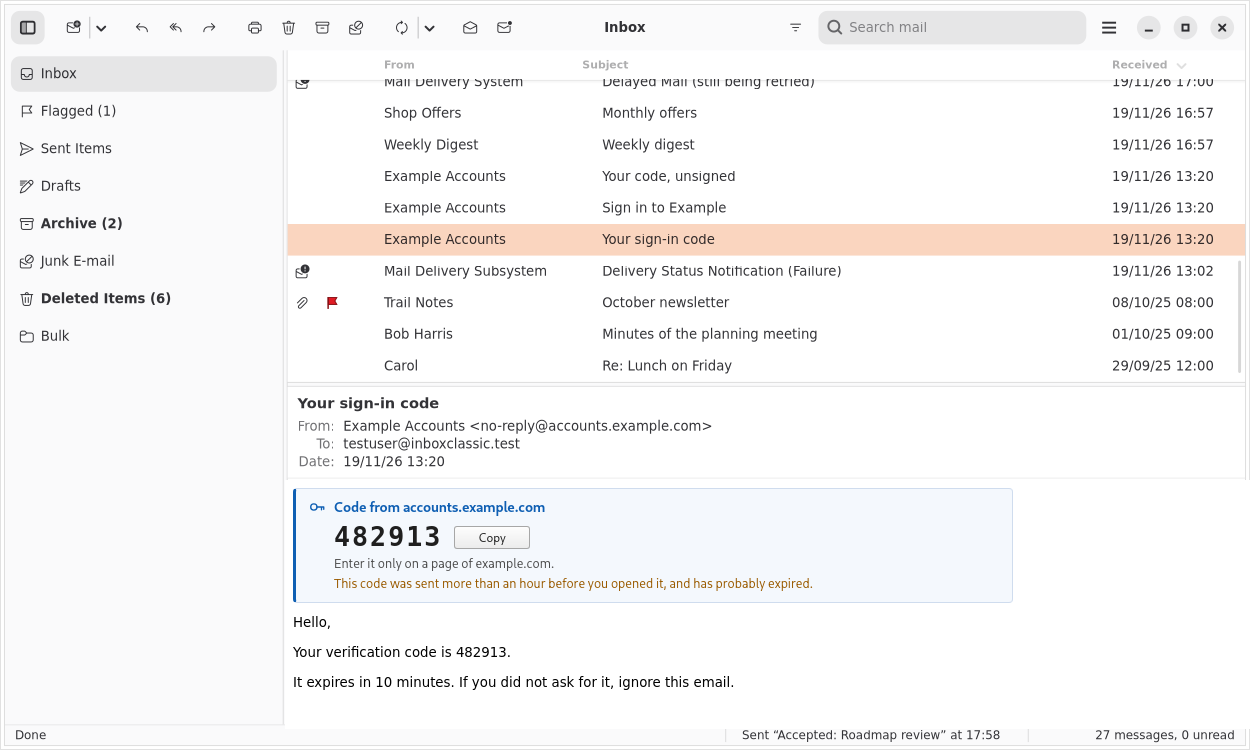 Inbox
Search mail
Inbox
Flagged (1)
Sent Items
Drafts
Archive (2)
Junk E-mail
Deleted Items (6)
Bulk
From Subject Received
Mail Delivery System Delayed Mail (still being retried) 19/11/26 17:00
Shop Offers Monthly offers 19/11/26 16:57
Weekly Digest Weekly digest 19/11/26 16:57
Example Accounts Your code, unsigned 19/11/26 13:20
Example Accounts Sign in to Example 19/11/26 13:20
Example Accounts Your sign-in code 19/11/26 13:20
Mail Delivery Subsystem Delivery Status Notification (Failure) 19/11/26 13:02
Trail Notes October newsletter 08/10/25 08:00
Bob Harris Minutes of the planning meeting 01/10/25 09:00
Carol Re: Lunch on Friday 29/09/25 12:00
Your sign-in code
From: Example Accounts <no-reply@accounts.example.com>
To: testuser@inboxclassic.test
Date: 19/11/26 13:20
Code from accounts.example.com
482913 Copy
Enter it only on a page of example.com.
This code was sent more than an hour before you opened it, and has probably expired.
Hello,
Your verification code is 482913.
It expires in 10 minutes. If you did not ask for it, ignore this email.
Done Sent “Accepted: Roadmap review” at 17:58 27 messages, 0 unread